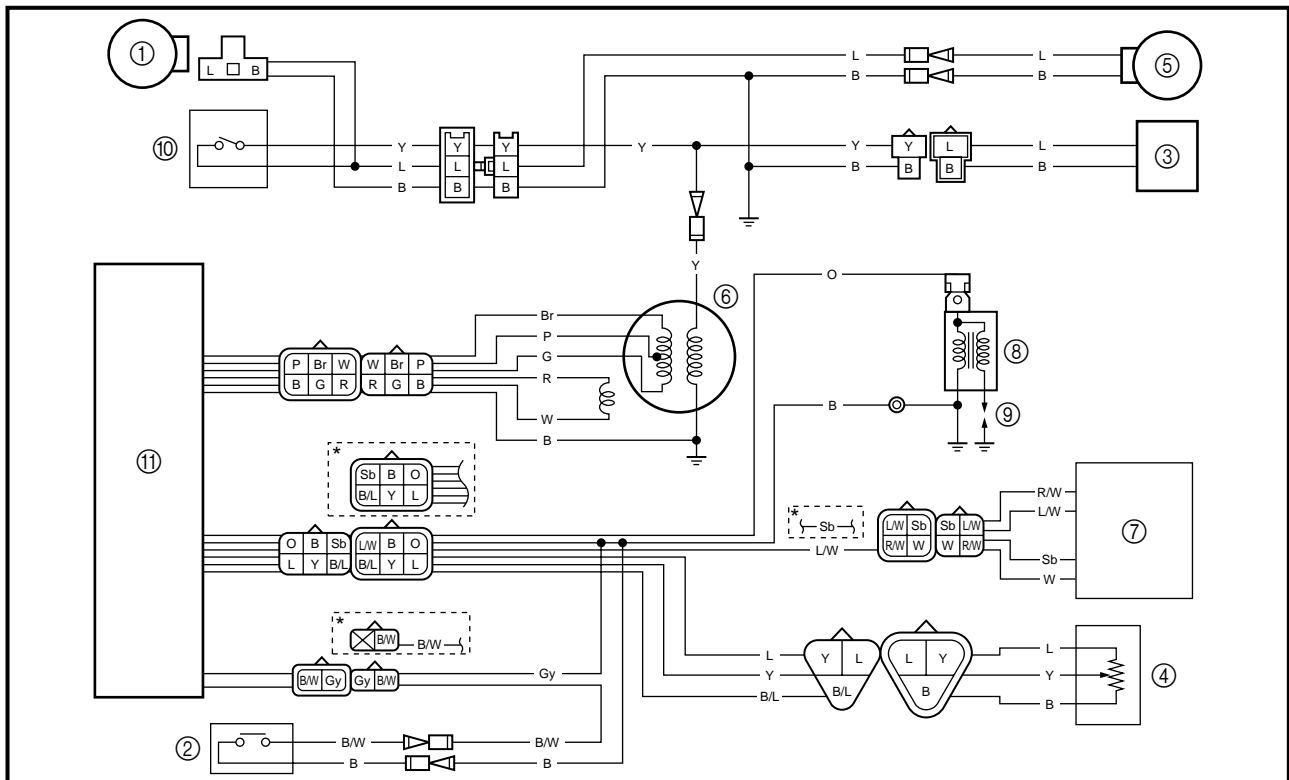 ①
L B
L L
B B
⑤
⑩
Y Y Y Y Y Y L L
L L L
B B B B B B B
③
Y
⑥
O
Br
P
G
R
W
B
P Br W W Br P
B G R R G B
⑧
B
⑨
⑪
*
Sb B O
B/L Y L
O B Sb L/W B O
L Y B/L B/L Y L
*
Sb
L/W
L/W Sb Sb L/W
R/W W W R/W
R/W
L/W
Sb
W
⑦
*
B/W B/W
B/W Gy Gy B/W
Gy
L
Y
B/L
Y L
B/L
L Y
B
L
Y
B
④
②
B/W B/W
B B